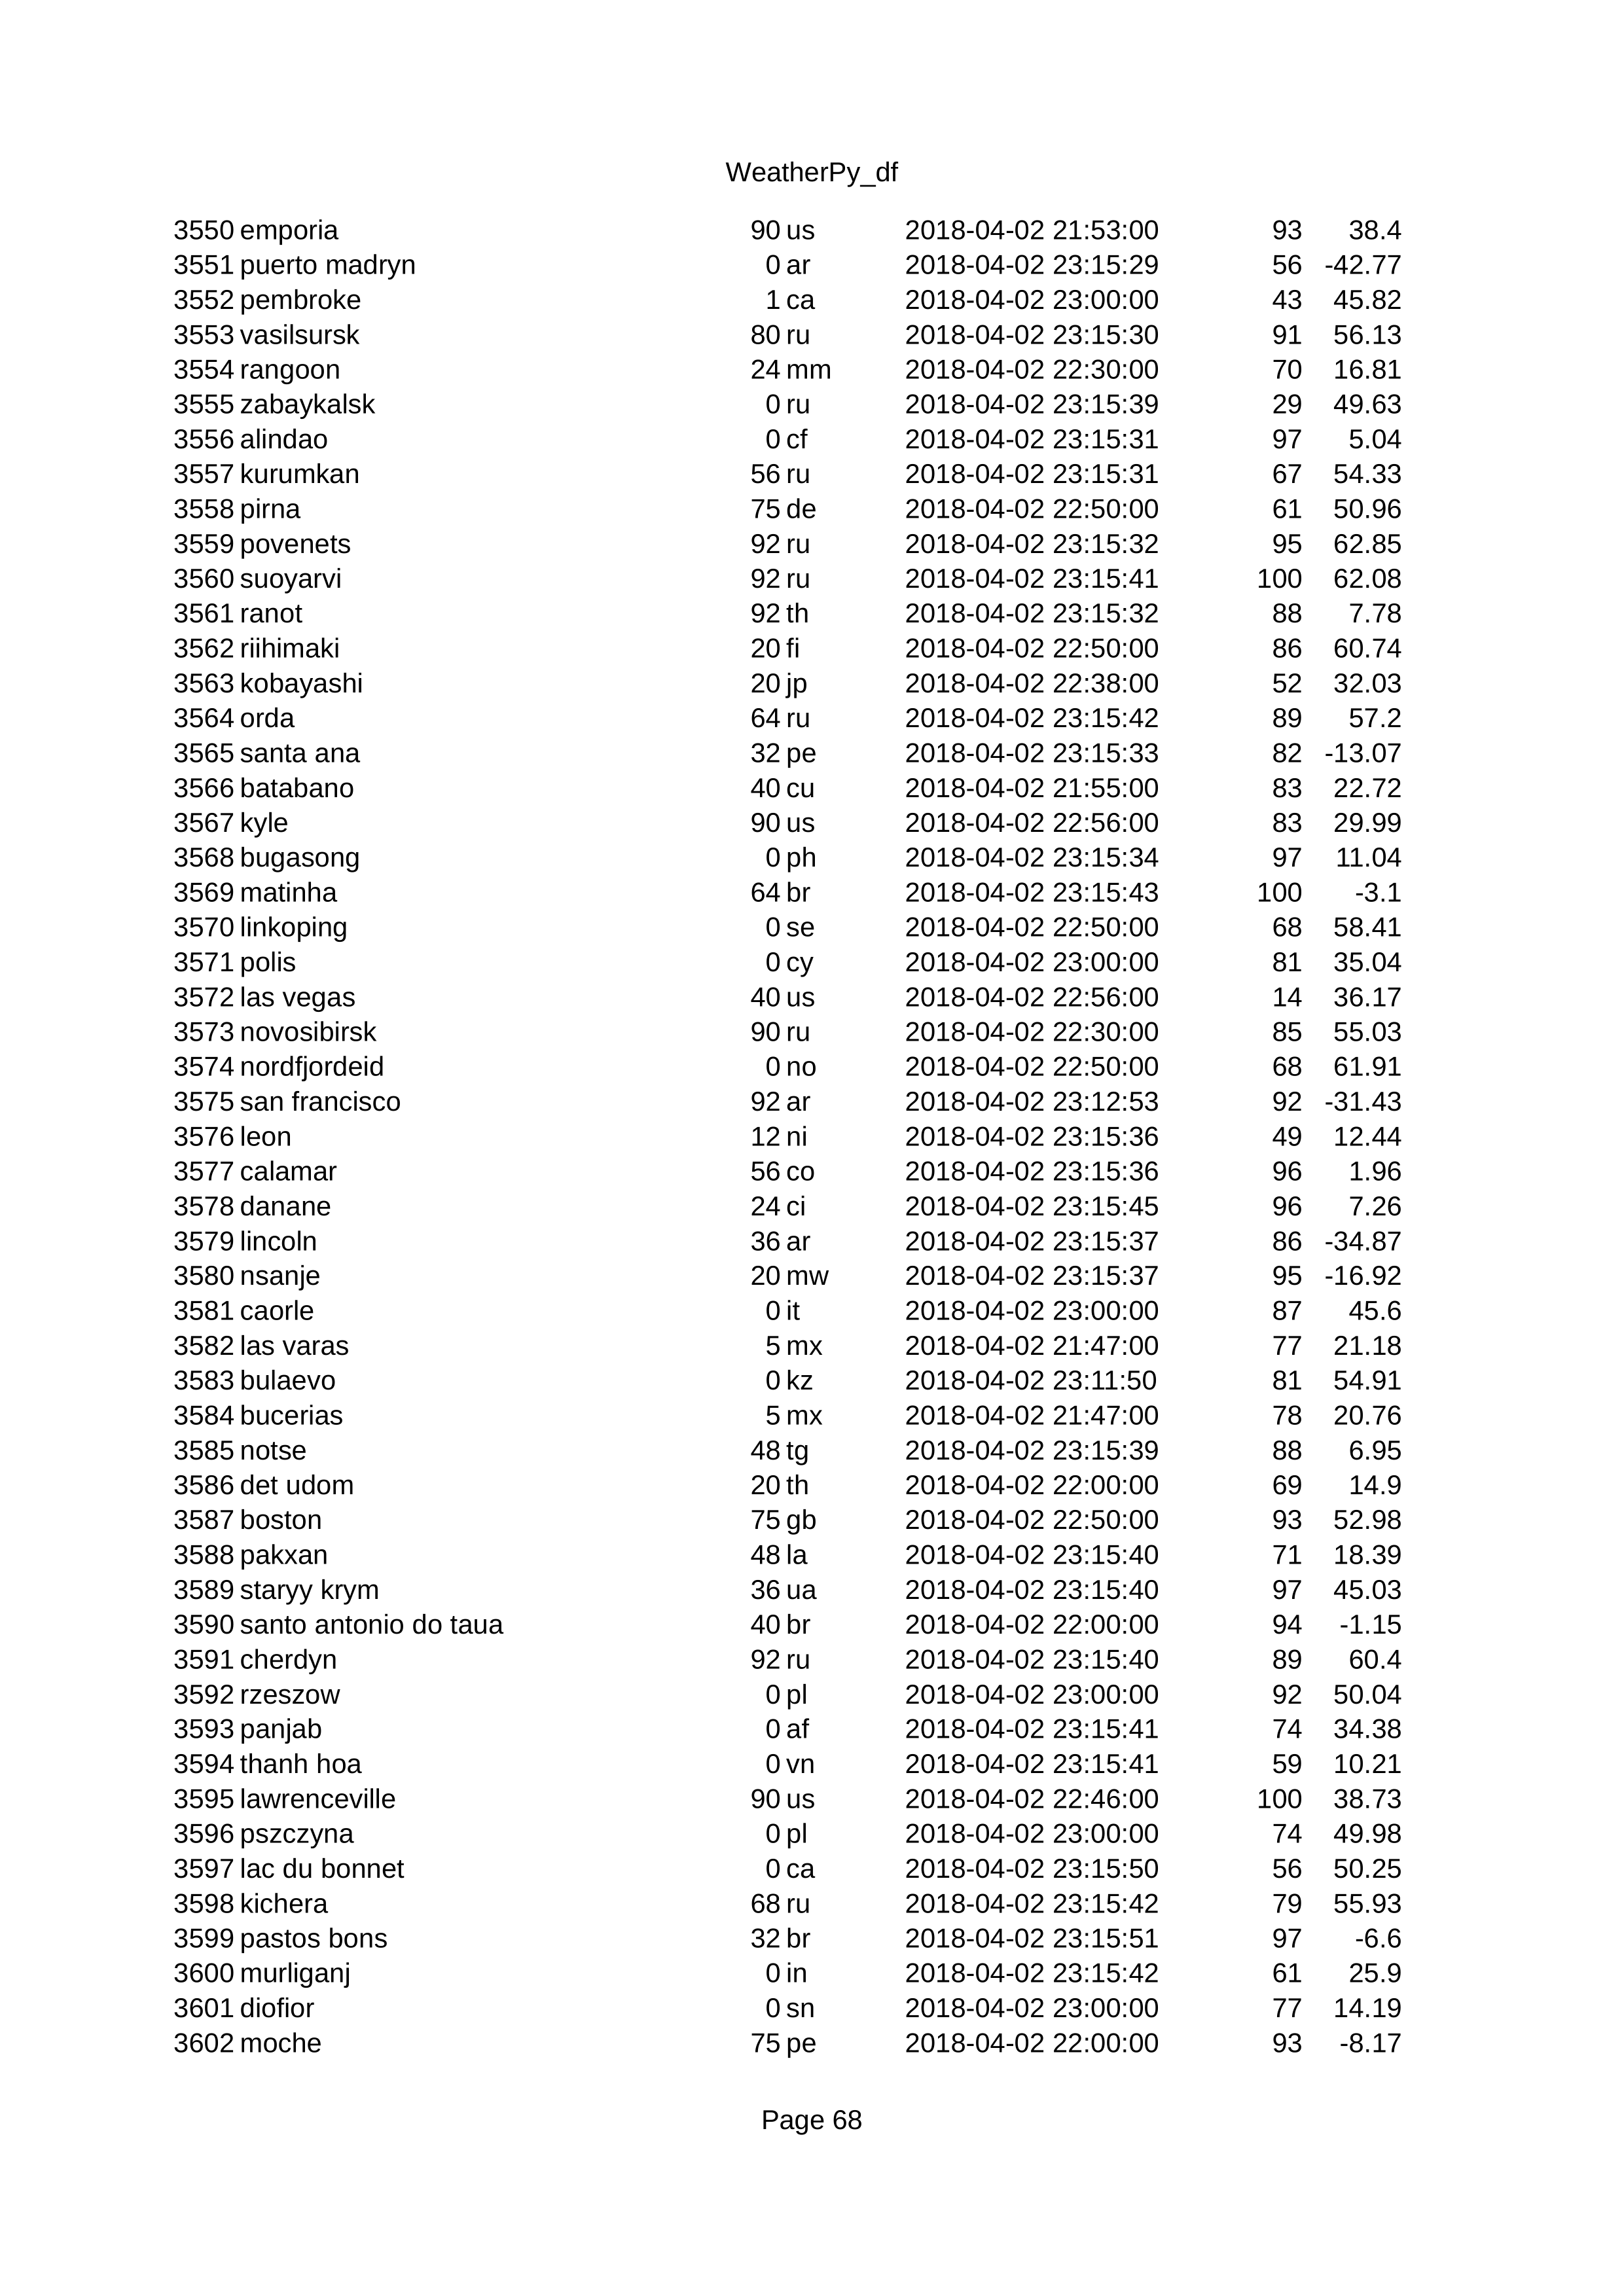 WeatherPy_df
3550 emporia 90 us 2018-04-02 21:53:00 93 38.4
3551 puerto madryn 0 ar 2018-04-02 23:15:29 56 -42.77
3552 pembroke 1 ca 2018-04-02 23:00:00 43 45.82
3553 vasilsursk 80 ru 2018-04-02 23:15:30 91 56.13
3554 rangoon 24 mm 2018-04-02 22:30:00 70 16.81
3555 zabaykalsk 0 ru 2018-04-02 23:15:39 29 49.63
3556 alindao 0 cf 2018-04-02 23:15:31 97 5.04
3557 kurumkan 56 ru 2018-04-02 23:15:31 67 54.33
3558 pirna 75 de 2018-04-02 22:50:00 61 50.96
3559 povenets 92 ru 2018-04-02 23:15:32 95 62.85
3560 suoyarvi 92 ru 2018-04-02 23:15:41 100 62.08
3561 ranot 92 th 2018-04-02 23:15:32 88 7.78
3562 riihimaki 20 fi 2018-04-02 22:50:00 86 60.74
3563 kobayashi 20 jp 2018-04-02 22:38:00 52 32.03
3564 orda 64 ru 2018-04-02 23:15:42 89 57.2
3565 santa ana 32 pe 2018-04-02 23:15:33 82 -13.07
3566 batabano 40 cu 2018-04-02 21:55:00 83 22.72
3567 kyle 90 us 2018-04-02 22:56:00 83 29.99
3568 bugasong 0 ph 2018-04-02 23:15:34 97 11.04
3569 matinha 64 br 2018-04-02 23:15:43 100 -3.1
3570 linkoping 0 se 2018-04-02 22:50:00 68 58.41
3571 polis 0 cy 2018-04-02 23:00:00 81 35.04
3572 las vegas 40 us 2018-04-02 22:56:00 14 36.17
3573 novosibirsk 90 ru 2018-04-02 22:30:00 85 55.03
3574 nordfjordeid 0 no 2018-04-02 22:50:00 68 61.91
3575 san francisco 92 ar 2018-04-02 23:12:53 92 -31.43
3576 leon 12 ni 2018-04-02 23:15:36 49 12.44
3577 calamar 56 co 2018-04-02 23:15:36 96 1.96
3578 danane 24 ci 2018-04-02 23:15:45 96 7.26
3579 lincoln 36 ar 2018-04-02 23:15:37 86 -34.87
3580 nsanje 20 mw 2018-04-02 23:15:37 95 -16.92
3581 caorle 0 it 2018-04-02 23:00:00 87 45.6
3582 las varas 5 mx 2018-04-02 21:47:00 77 21.18
3583 bulaevo 0 kz 2018-04-02 23:11:50 81 54.91
3584 bucerias 5 mx 2018-04-02 21:47:00 78 20.76
3585 notse 48 tg 2018-04-02 23:15:39 88 6.95
3586 det udom 20 th 2018-04-02 22:00:00 69 14.9
3587 boston 75 gb 2018-04-02 22:50:00 93 52.98
3588 pakxan 48 la 2018-04-02 23:15:40 71 18.39
3589 staryy krym 36 ua 2018-04-02 23:15:40 97 45.03
3590 santo antonio do taua 40 br 2018-04-02 22:00:00 94 -1.15
3591 cherdyn 92 ru 2018-04-02 23:15:40 89 60.4
3592 rzeszow 0 pl 2018-04-02 23:00:00 92 50.04
3593 panjab 0 af 2018-04-02 23:15:41 74 34.38
3594 thanh hoa 0 vn 2018-04-02 23:15:41 59 10.21
3595 lawrenceville 90 us 2018-04-02 22:46:00 100 38.73
3596 pszczyna 0 pl 2018-04-02 23:00:00 74 49.98
3597 lac du bonnet 0 ca 2018-04-02 23:15:50 56 50.25
3598 kichera 68 ru 2018-04-02 23:15:42 79 55.93
3599 pastos bons 32 br 2018-04-02 23:15:51 97 -6.6
3600 murliganj 0 in 2018-04-02 23:15:42 61 25.9
3601 diofior 0 sn 2018-04-02 23:00:00 77 14.19
3602 moche 75 pe 2018-04-02 22:00:00 93 -8.17
Page 68